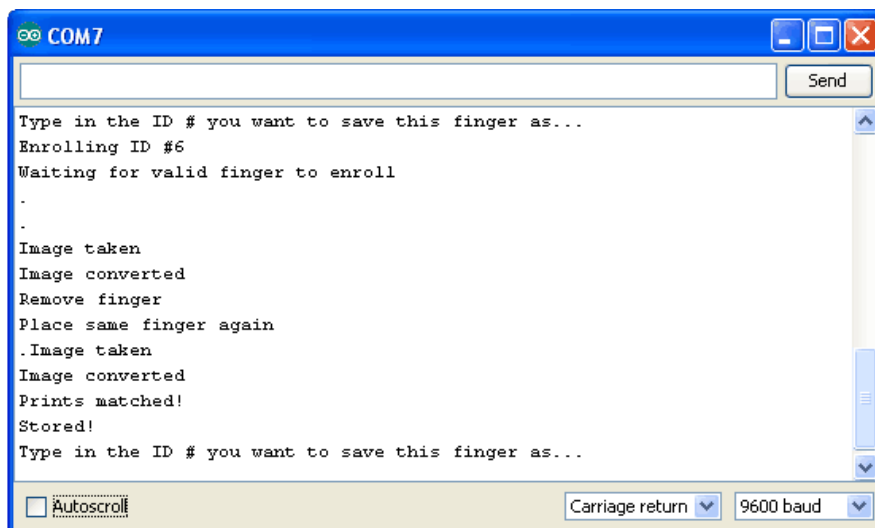 COM7
Send
Type in the ID # you want to save this finger as...
Enrolling ID #6
Waiting for valid finger to enroll
.
.
Image taken
Image converted
Remove finger
Place same finger again
.Image taken
Image converted
Prints matched!
Stored!
Type in the ID # you want to save this finger as...
Autoscroll
Carriage return
9600 baud